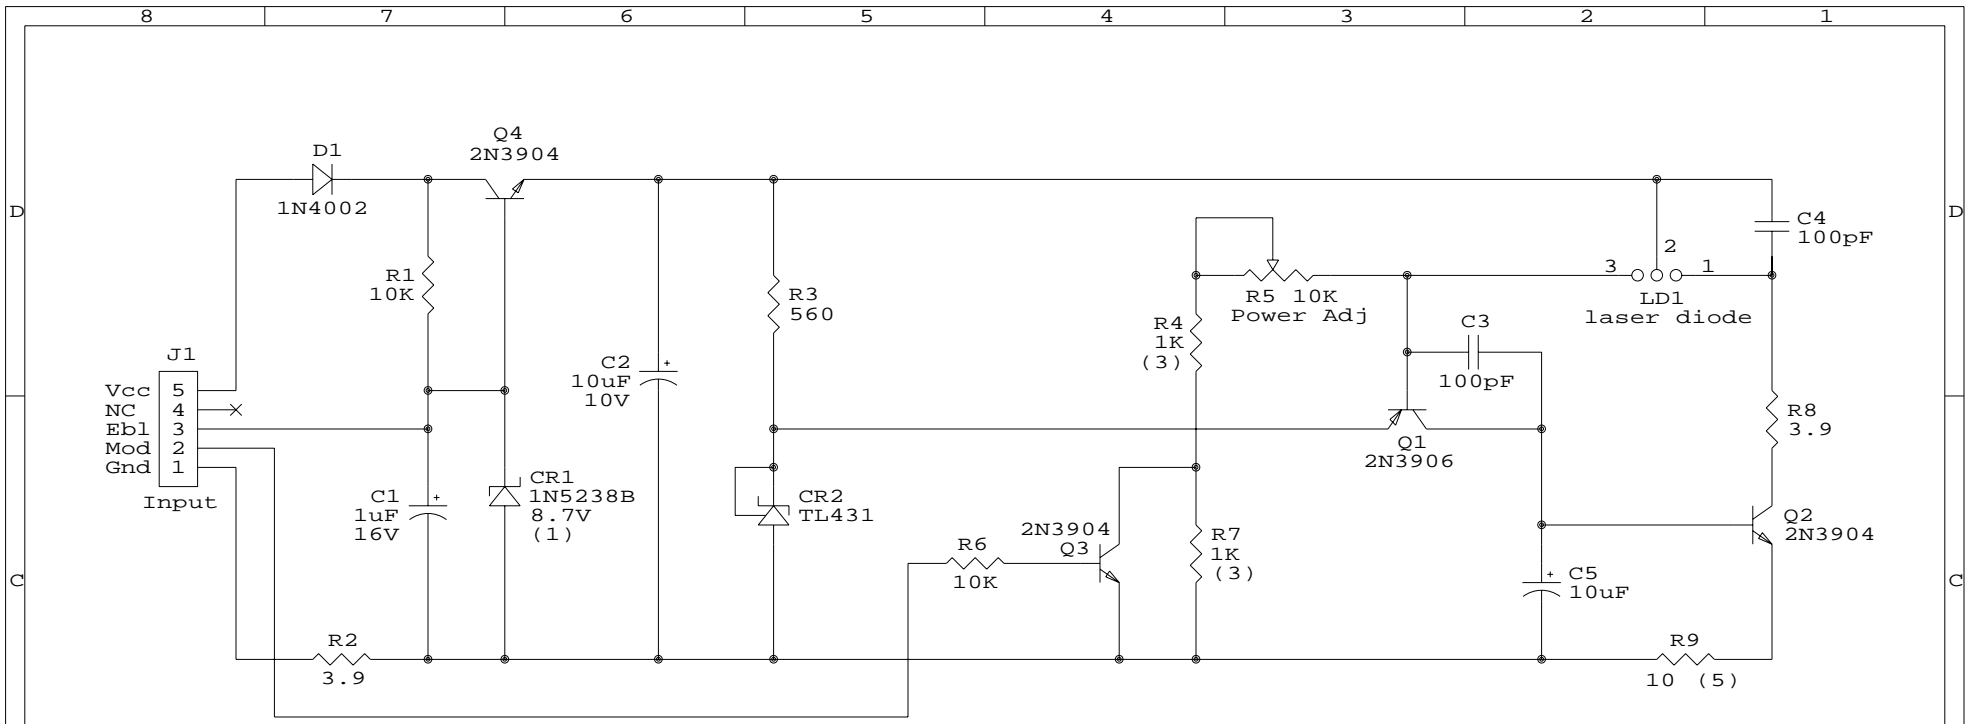 8 7 6 5 4 3 2 1
D
D
C
C
Q4
2N3904
D1
1N4002
R1
10K
J1
Vcc 5
NC 4
Ebl 3
Mod 2
Gnd 1
Input
C1
1uF
16V
+
CR1
1N5238B
8.7V
(1)
R2
3.9
C2
10uF
10V
+
R3
560
CR2
TL431
R6
10K
2N3904
Q3
R4
1K
(3)
R7
1K
(3)
R5 10K
Power Adj
C3
100pF
Q1
2N3906
3
2
1
LD1
laser diode
C4
100pF
R8
3.9
Q2
2N3904
C5
10uF
+
R9
10 (5)